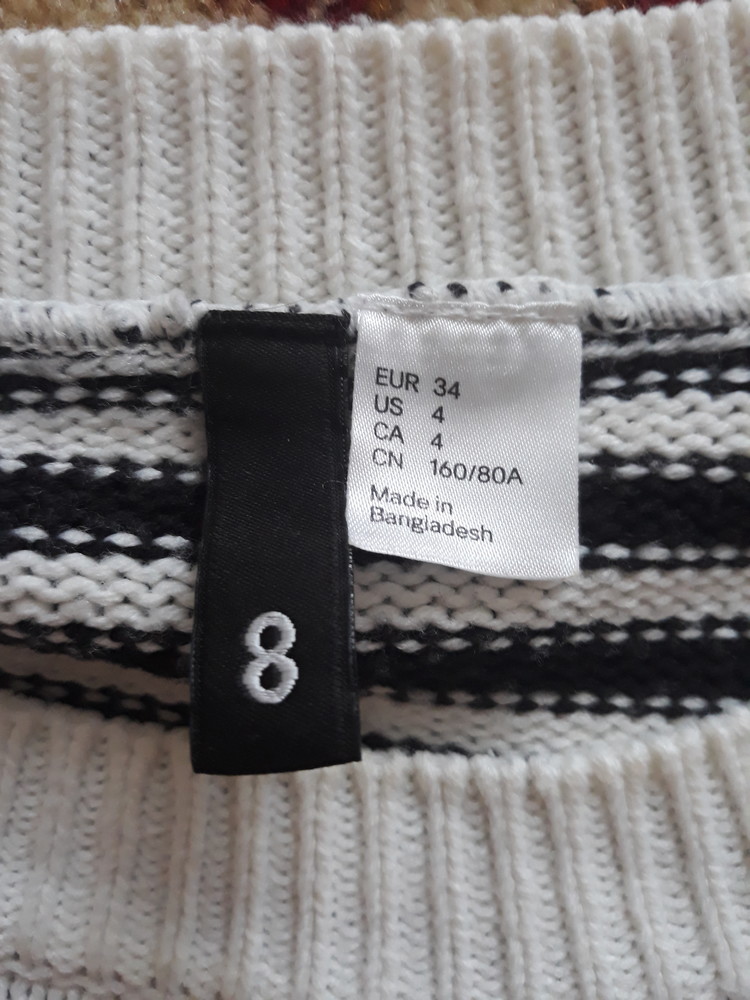 8
EUR 34
US 4
CA 4
CN 160/80A
Made in
Bangladesh